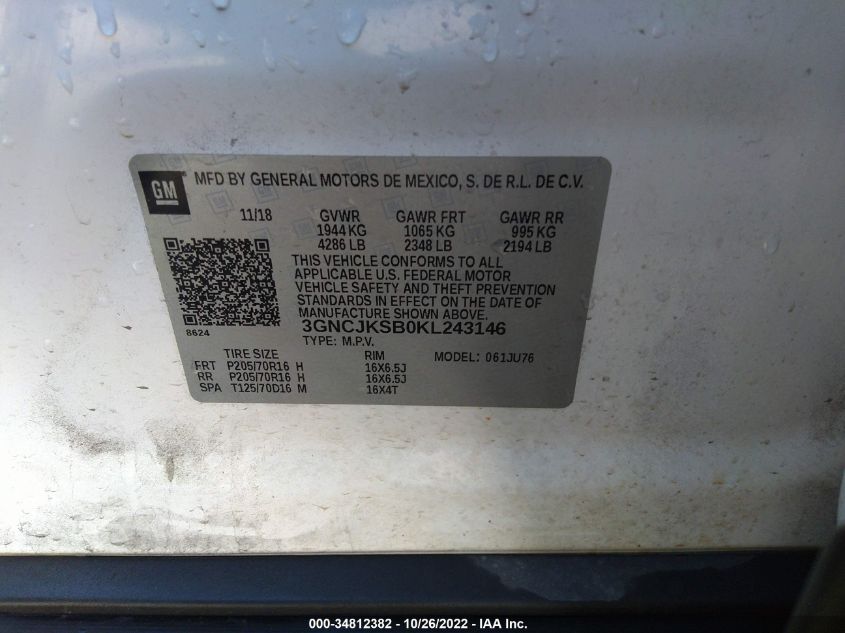 GM MFD BY GENERAL MOTORS DE MEXICO, S. DE R.L. DE C.V.
11/18 GVWR GAWR FRT GAWR RR
1944 KG 1065 KG 995 KG
4286 LB 2348 LB 2194 LB
THIS VEHICLE CONFORMS TO ALL
APPLICABLE U.S. FEDERAL MOTOR
VEHICLE SAFETY AND THEFT PREVENTION
STANDARDS IN EFFECT ON THE DATE OF
MANUFACTURE SHOWN ABOVE.
3GNCJKSB0KL243146
8624
TYPE: M.P.V.
TIRE SIZE RIM MODEL: 061JU76
FRT P205/70R16 H 16X6.5J
RR P205/70R16 H 16X6.5J
SPA T125/70D16 M 16X4T
000-34812382 - 10/26/2022 - IAA Inc.